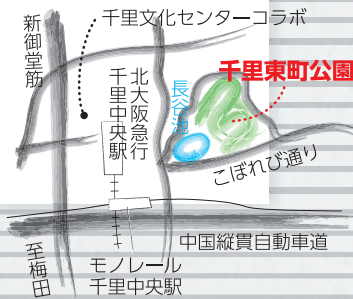 千里文化センターコラボ
新御堂筋
千里東町公園
北大阪急行
千里中央駅
長谷池
こぼれび通り
中国縦貫自動車道
モノレール
千里中央駅
至梅田